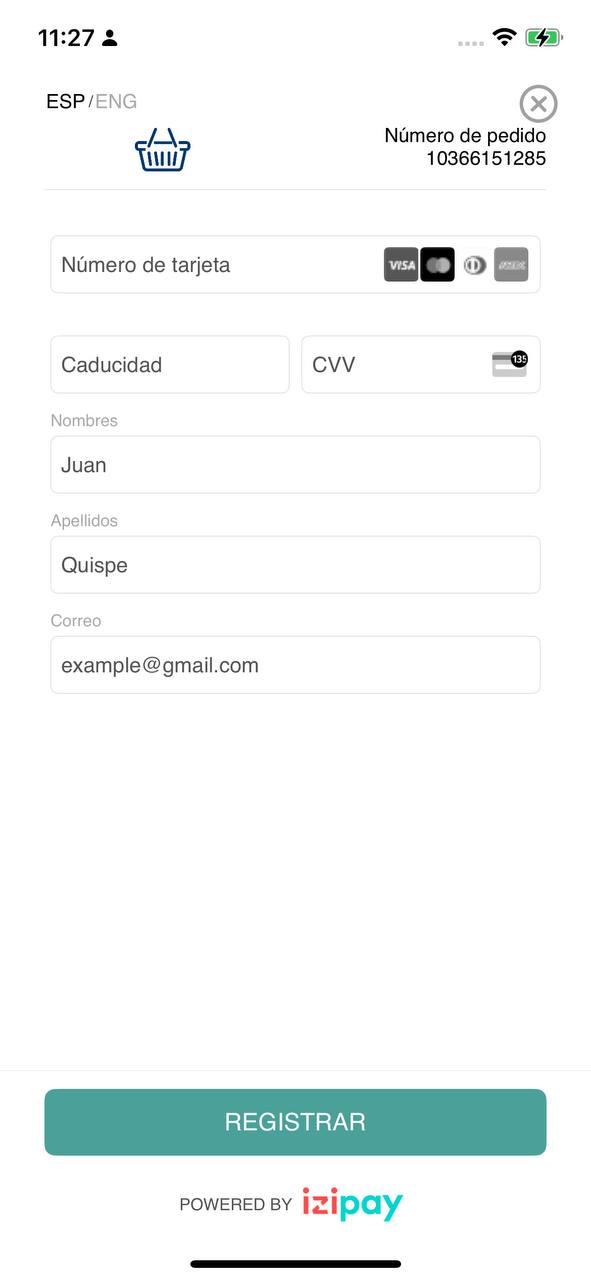 11:27
ESP/ENG
Número de pedido
10366151285
Número de tarjeta
VISA
Caducidad
CVV
135
Nombres
Juan
Apellidos
Quispe
Correo
example@gmail.com
REGISTRAR
POWERED BY izipay